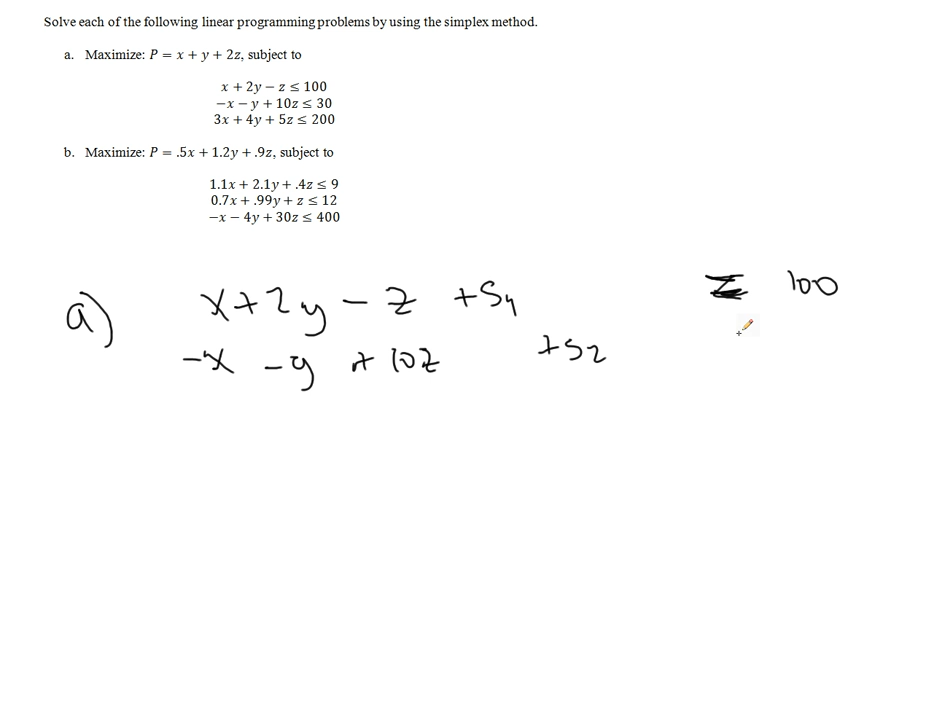 Solve each of the following linear programming problems by using the simplex method.
a. Maximize: P = x + y + 2z, subject to
x + 2y − z ≤ 100
−x − y + 10z ≤ 30
3x + 4y + 5z ≤ 200
b. Maximize: P = .5x + 1.2y + .9z, subject to
1.1x + 2.1y + .4z ≤ 9
0.7x + .99y + z ≤ 12
−x − 4y + 30z ≤ 400
a) x + 2y − z + S1 = 100
−x − y + 10z + S2